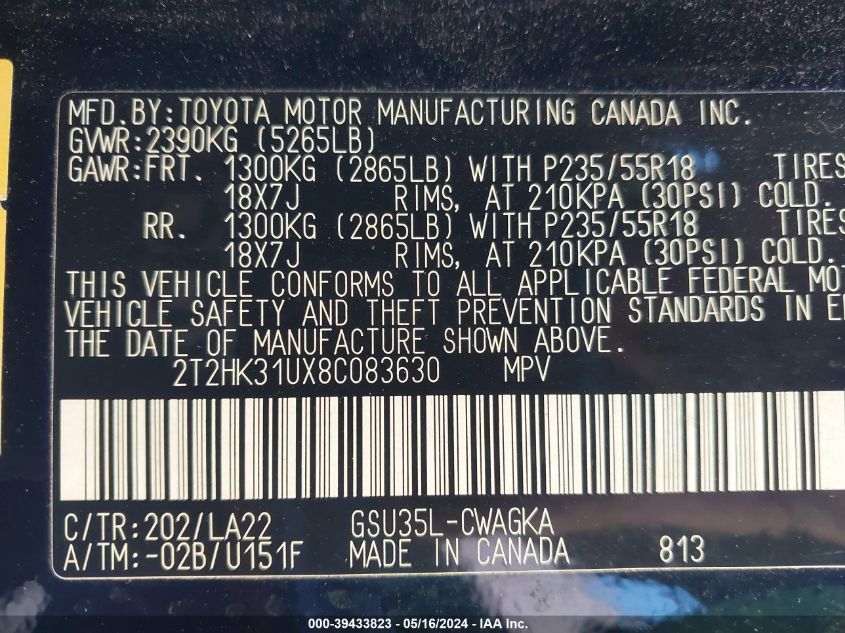 MFD.BY:TOYOTA MOTOR MANUFACTURING CANADA INC.
GVWR:2390KG (5265LB)
GAWR:FRT. 1300KG (2865LB) WITH P235/55R18 TIRES
18X7J RIMS, AT 210KPA (30PSI) COLD.
RR. 1300KG (2865LB) WITH P235/55R18 TIRES
18X7J RIMS, AT 210KPA (30PSI) COLD.
THIS VEHICLE CONFORMS TO ALL APPLICABLE FEDERAL MOT
VEHICLE SAFETY AND THEFT PREVENTION STANDARDS IN E
THE DATE OF MANUFACTURE SHOWN ABOVE.
2T2HK31UX8C083630 MPV
C/TR:202/LA22 GSU35L-CWAGKA
A/TM:-02B/U151F MADE IN CANADA 813
000-39433823 - 05/16/2024 - IAA Inc.